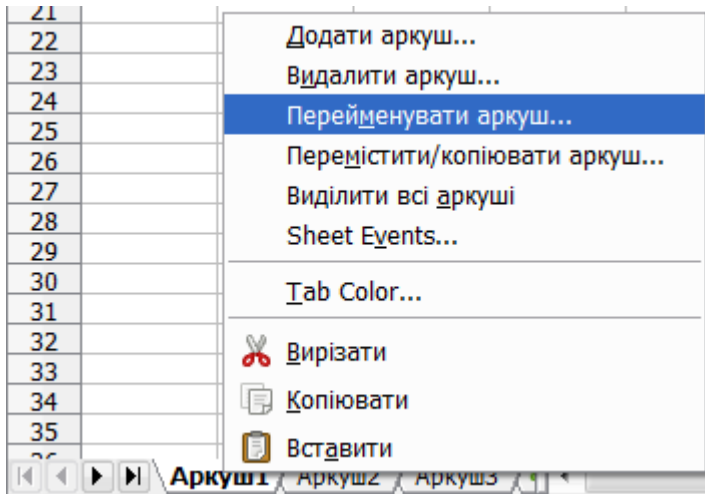 21
22
23
24
25
26
27
28
29
30
31
32
33
34
35
36
Додати аркуш...
Видалити аркуш...
Перейменувати аркуш...
Перемістити/копіювати аркуш...
Виділити всі аркуші
Sheet Events...
Tab Color...
Вирізати
Копіювати
Вставити
Аркуш1 Аркуш2 Аркуш3